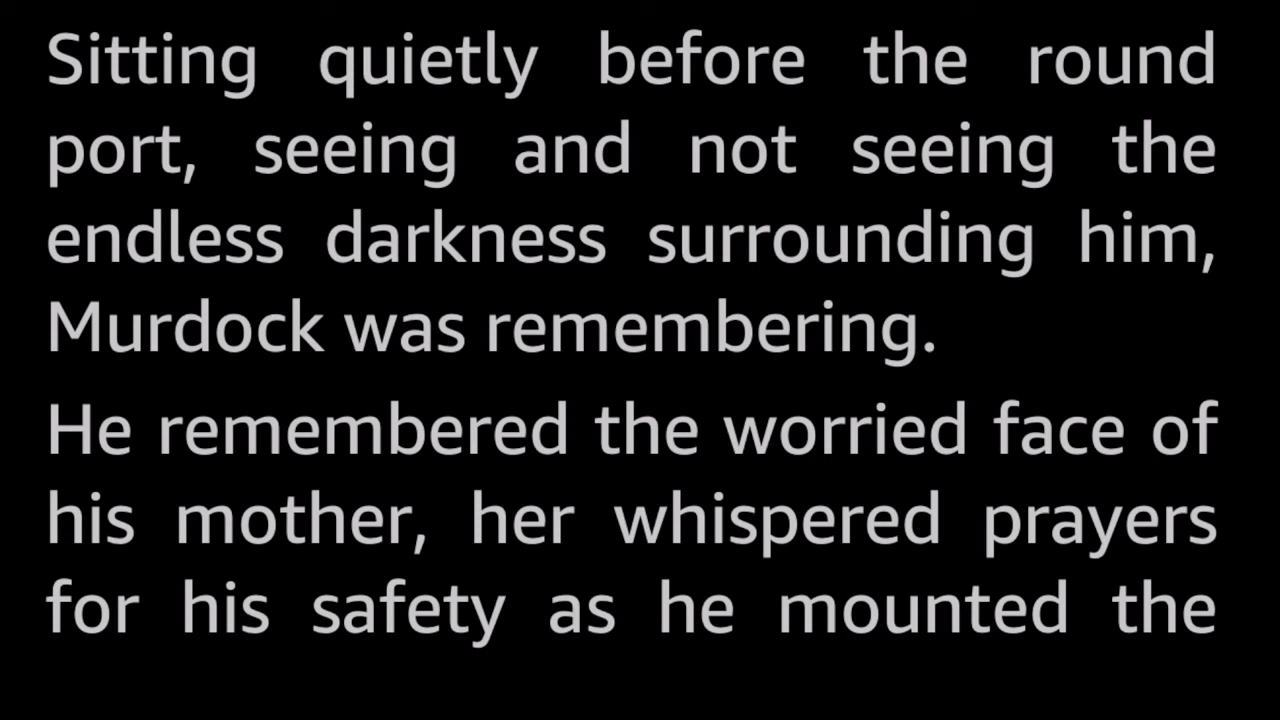 Sitting quietly before the round
port, seeing and not seeing the
endless darkness surrounding him,
Murdock was remembering.
He remembered the worried face of
his mother, her whispered prayers
for his safety as he mounted the